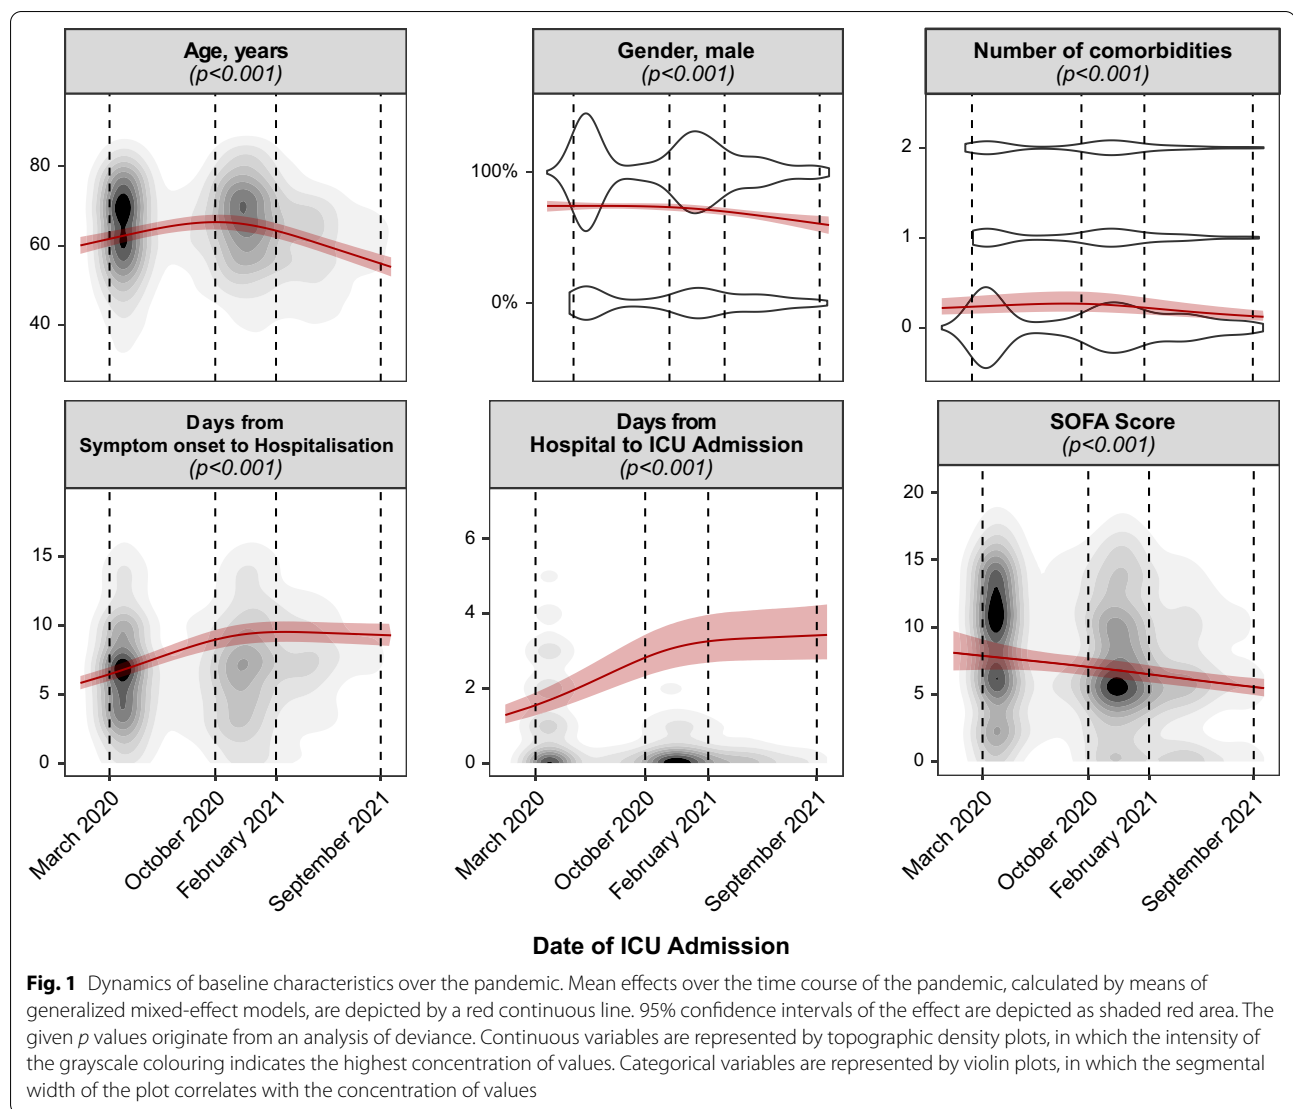 Age, years
(p<0.001)
80
60
40
Gender, male
(p<0.001)
100%
0%
Number of comorbidities
(p<0.001)
2
1
0
Days from
Symptom onset to Hospitalisation
(p<0.001)
15
10
5
0
March 2020
October 2020
February 2021
September 2021
Days from
Hospital to ICU Admission
(p<0.001)
6
4
2
0
March 2020
October 2020
February 2021
September 2021
SOFA Score
(p<0.001)
20
15
10
5
0
March 2020
October 2020
February 2021
September 2021
Date of ICU Admission
Fig. 1 Dynamics of baseline characteristics over the pandemic. Mean effects over the time course of the pandemic, calculated by means of
generalized mixed-effect models, are depicted by a red continuous line. 95% confidence intervals of the effect are depicted as shaded red area. The
given p values originate from an analysis of deviance. Continuous variables are represented by topographic density plots, in which the intensity of
the grayscale colouring indicates the highest concentration of values. Categorical variables are represented by violin plots, in which the segmental
width of the plot correlates with the concentration of values